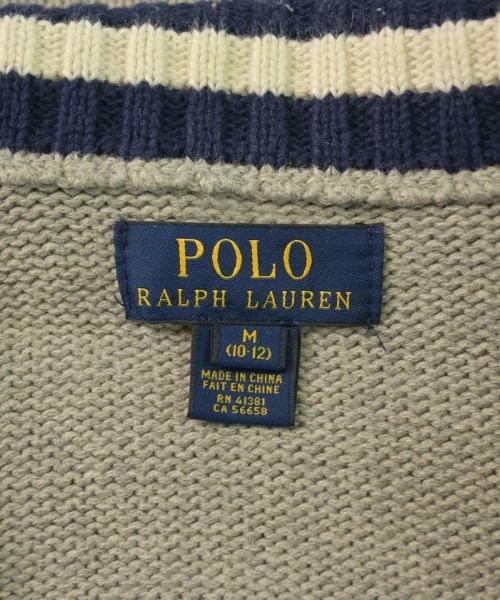 POLO
RALPH LAUREN
M
(10-12)
MADE IN CHINA
FAIT EN CHINE
RN 41381
CA 56658